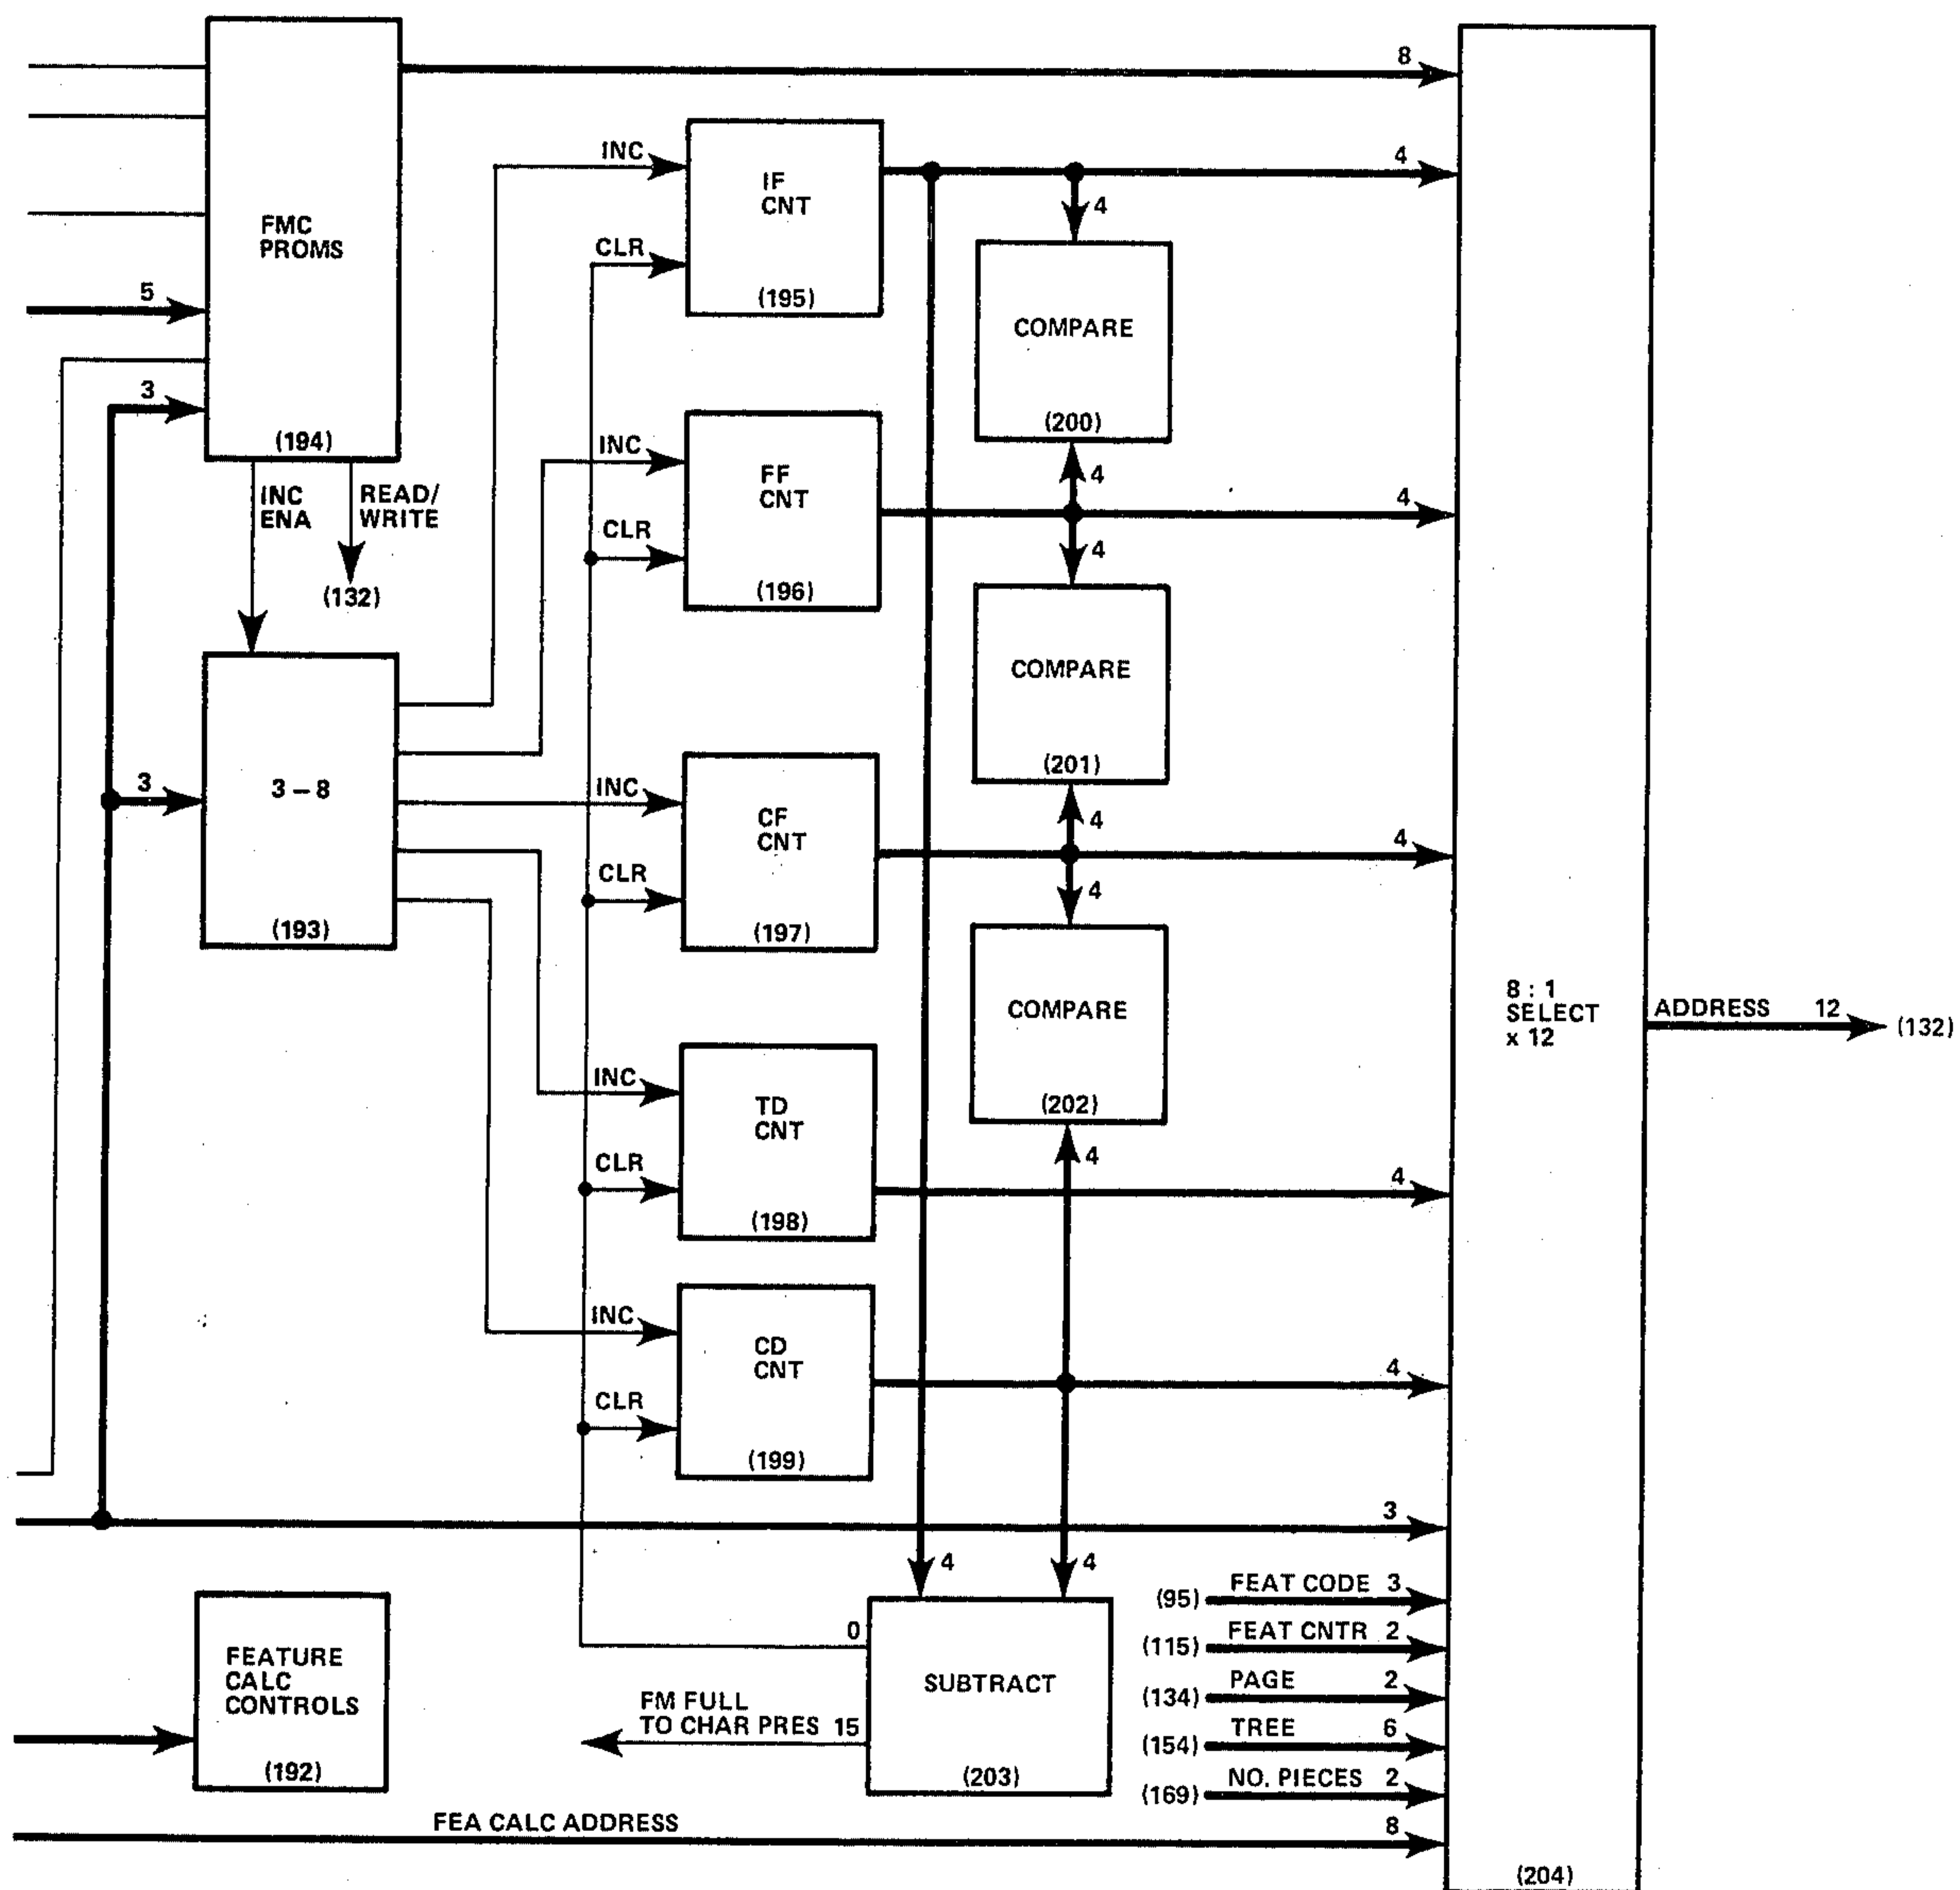 8
INC
IF
CNT
4
4
FMC
PROMS
CLR
(195)
5
COMPARE
3
(194)
(200)
INC
4
INC
ENA
READ/
WRITE
FF
CNT
4
CLR
4
(132)
(196)
COMPARE
(201)
3
3 – 8
INC
CF
CNT
4
4
CLR
4
(193)
(197)
COMPARE
8 : 1
SELECT
x 12
ADDRESS 12
(132)
INC
TD
CNT
(202)
CLR
4
4
(198)
INC
CD
CNT
4
CLR
(199)
3
4
4
FEATURE
CALC
CONTROLS
(192)
0
SUBTRACT
FM FULL
TO CHAR PRES 15
(203)
(95) FEAT CODE 3
(115) FEAT CNTR 2
(134) PAGE 2
(154) TREE 6
(169) NO. PIECES 2
FEA CALC ADDRESS
8
(204)